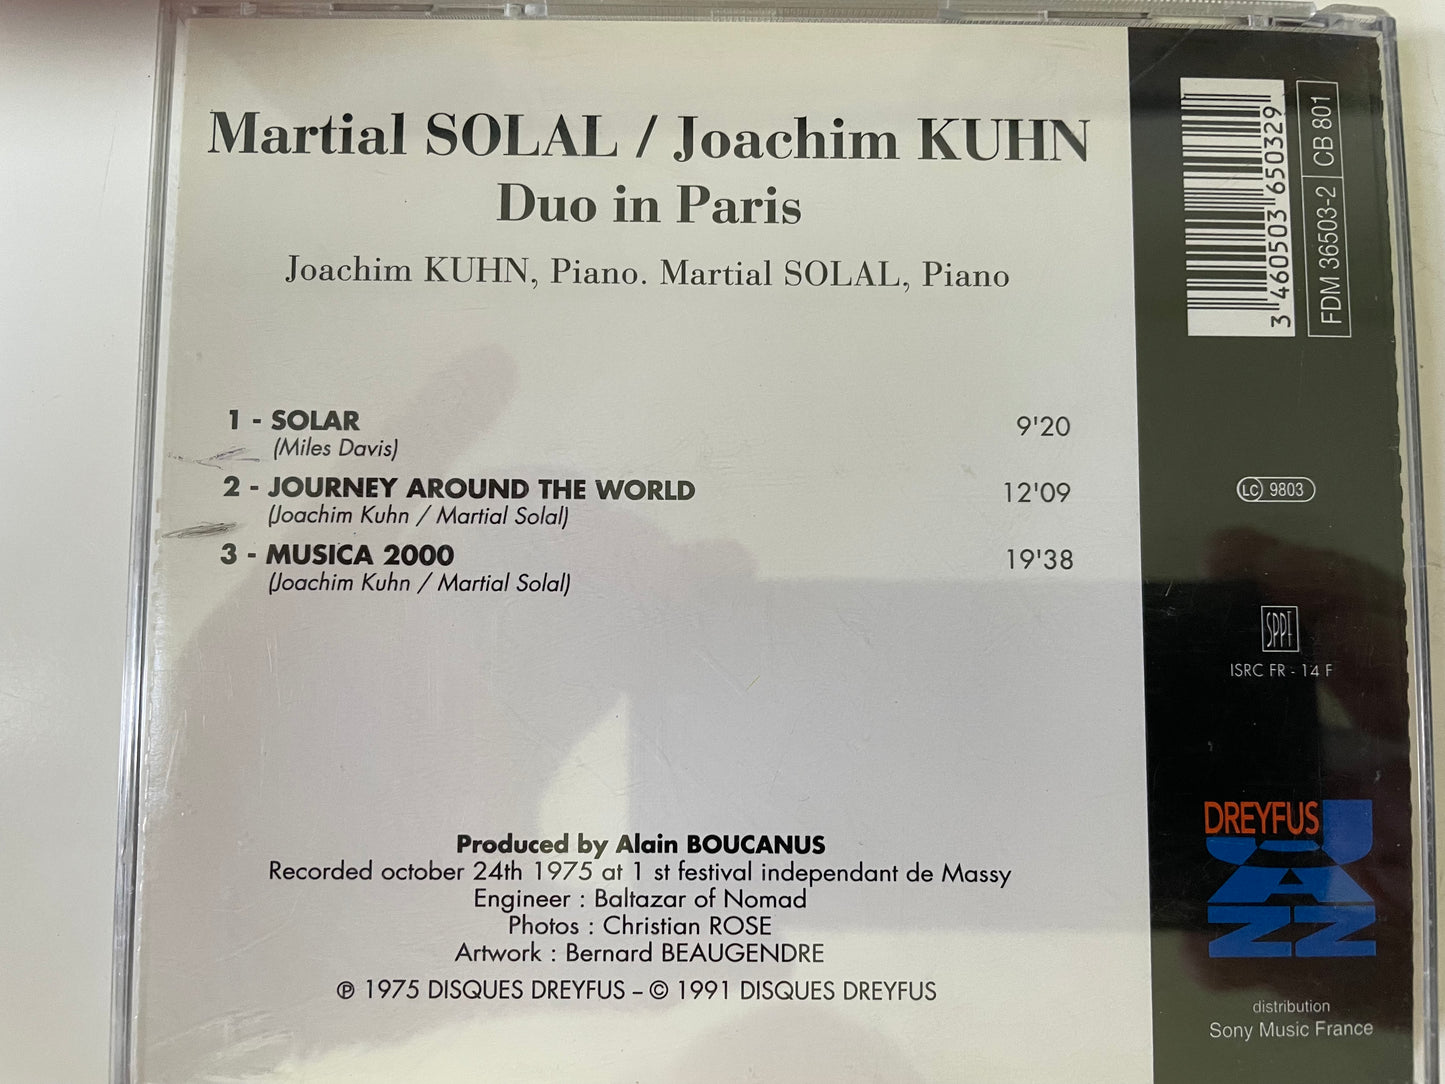 Martial SOLAL / Joachim KUHN
Duo in Paris
Joachim KUHN, Piano. Martial SOLAL, Piano
1 - SOLAR 9'20
(Miles Davis)
2 - JOURNEY AROUND THE WORLD 12'09
(Joachim Kuhn / Martial Solal)
3 - MUSICA 2000 19'38
(Joachim Kuhn / Martial Solal)
Produced by Alain BOUCANUS
Recorded october 24th 1975 at 1 st festival independant de Massy
Engineer : Baltazar of Nomad
Photos : Christian ROSE
Artwork : Bernard BEAUGENDRE
℗ 1975 DISQUES DREYFUS – © 1991 DISQUES DREYFUS
3 460503 650329
FDM 36503-2 CB 801
LC 9803
SPPF
ISRC FR - 14 F
DREYFUS
JAZZ
distribution
Sony Music France